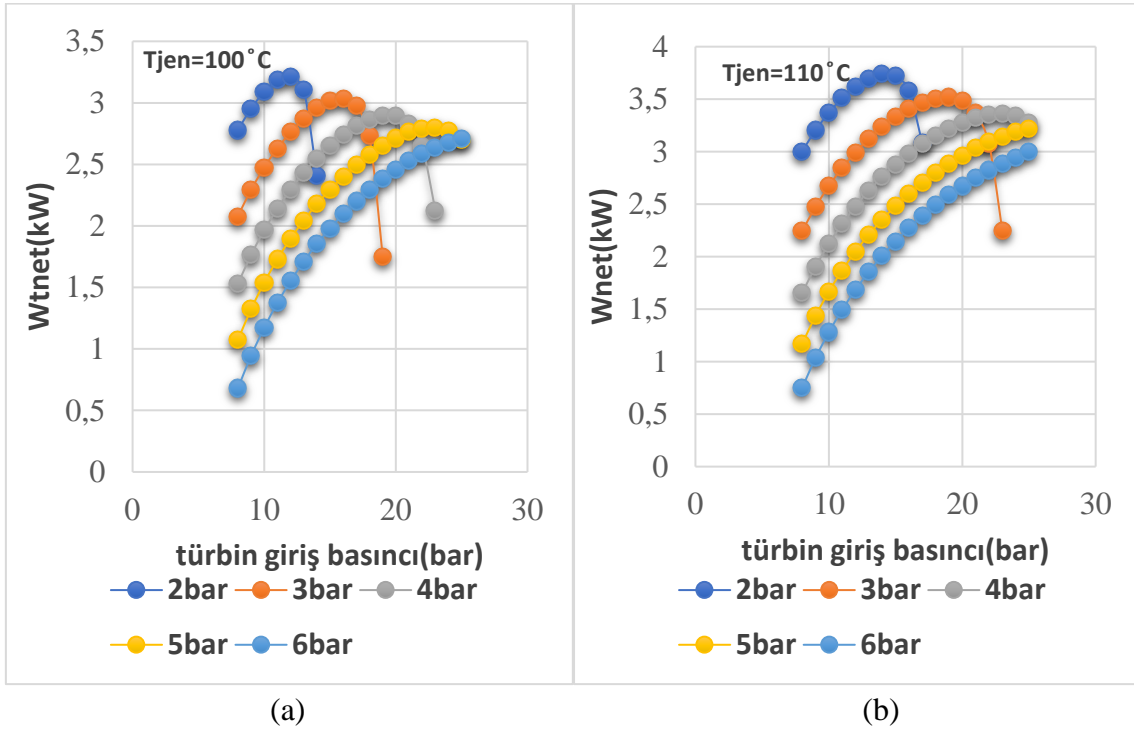 3,5
3
2,5
2
1,5
1
0,5
0
Wtnet(kW)
Tjen=100˚C
0 10 20 30
türbin giriş basıncı(bar)
2bar 3bar 4bar
5bar 6bar
(a)
4
3,5
3
2,5
2
1,5
1
0,5
0
Wnet(kW)
Tjen=110˚C
0 10 20 30
türbin giriş basıncı(bar)
2bar 3bar 4bar
5bar 6bar
(b)